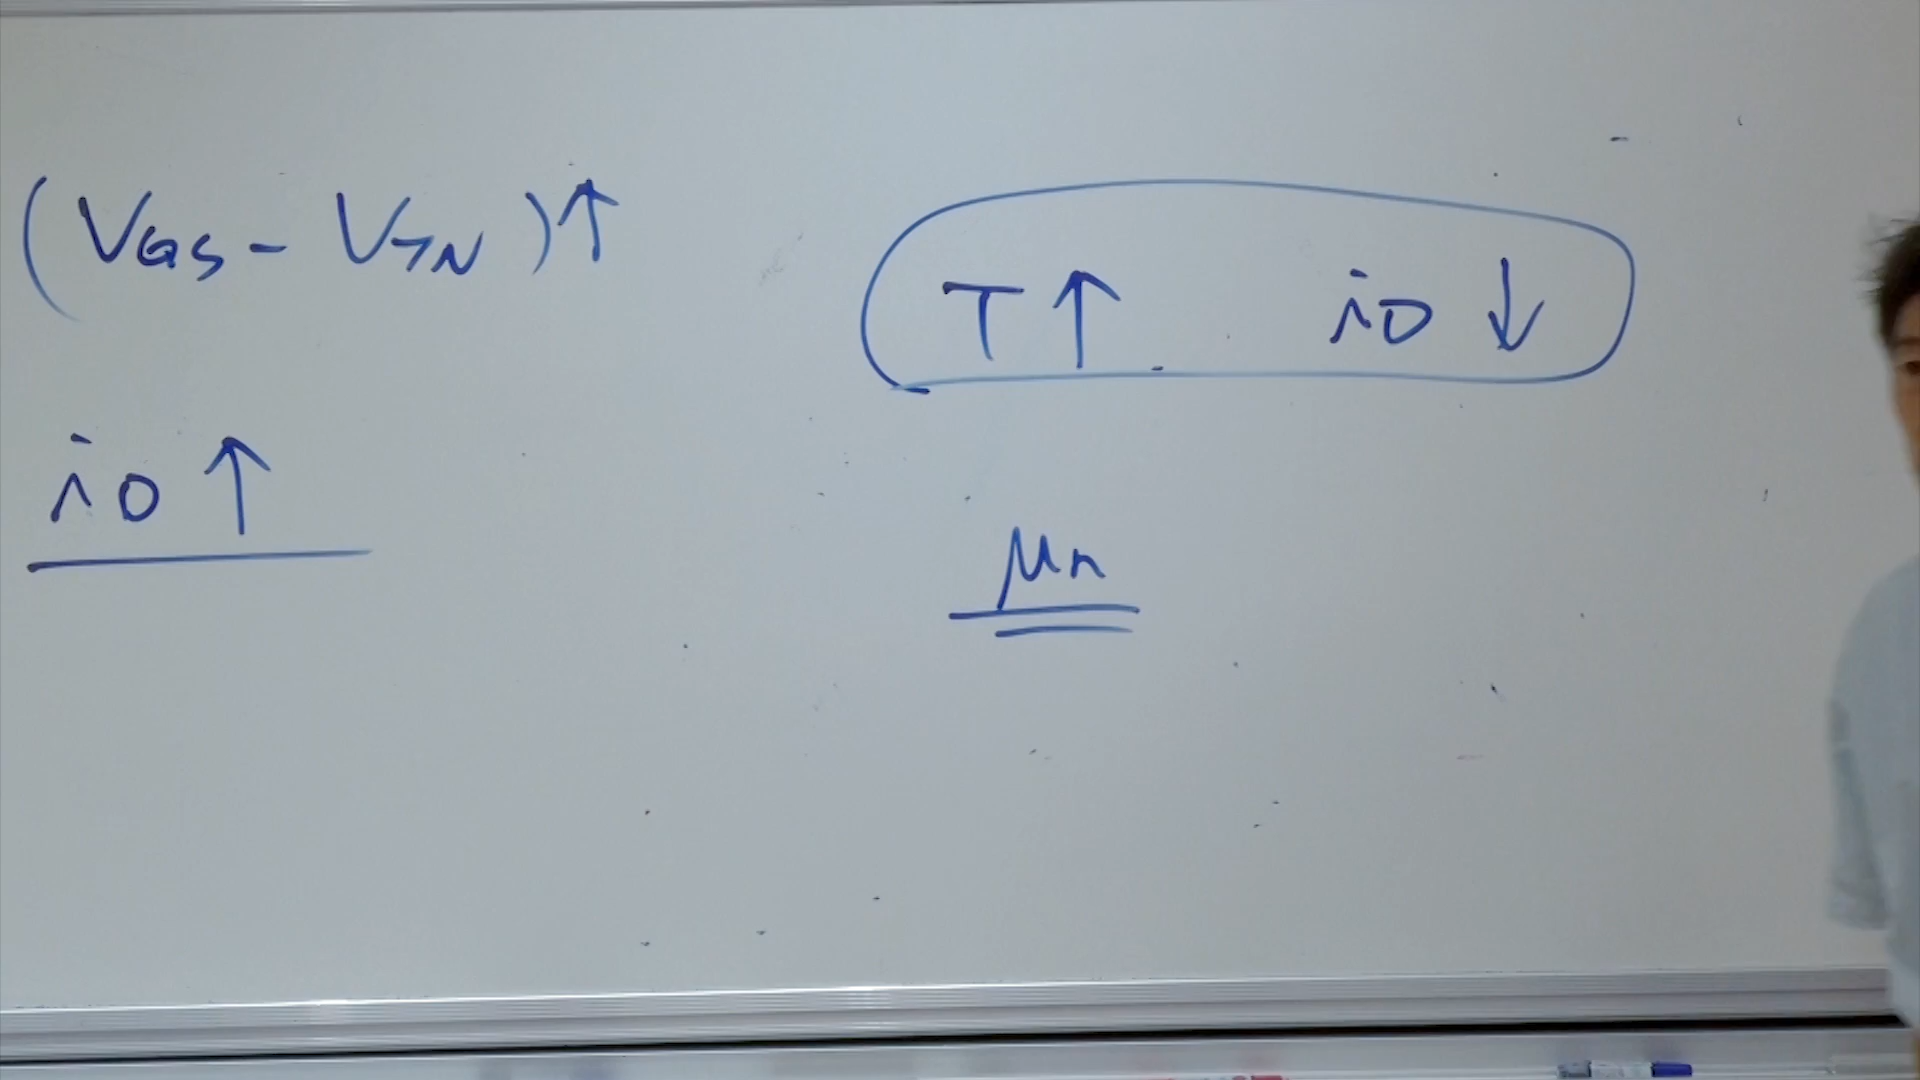 (VGS - VTN)↑
iD ↑
T ↑ iD ↓
μn